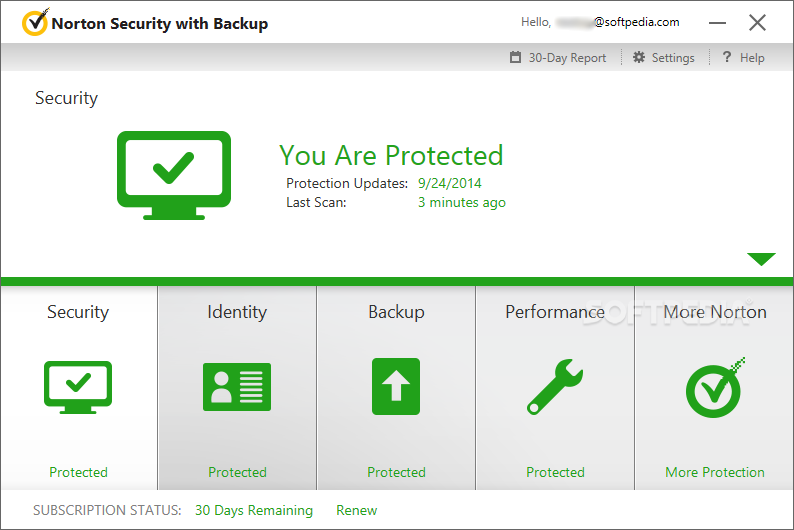 Norton Security with Backup
Hello, @softpedia.com
30-Day Report Settings ? Help
Security
You Are Protected
Protection Updates: 9/24/2014
Last Scan: 3 minutes ago
Security Identity Backup Performance More Norton
SOFTPEDIA
Protected Protected Protected Protected More Protection
SUBSCRIPTION STATUS: 30 Days Remaining Renew